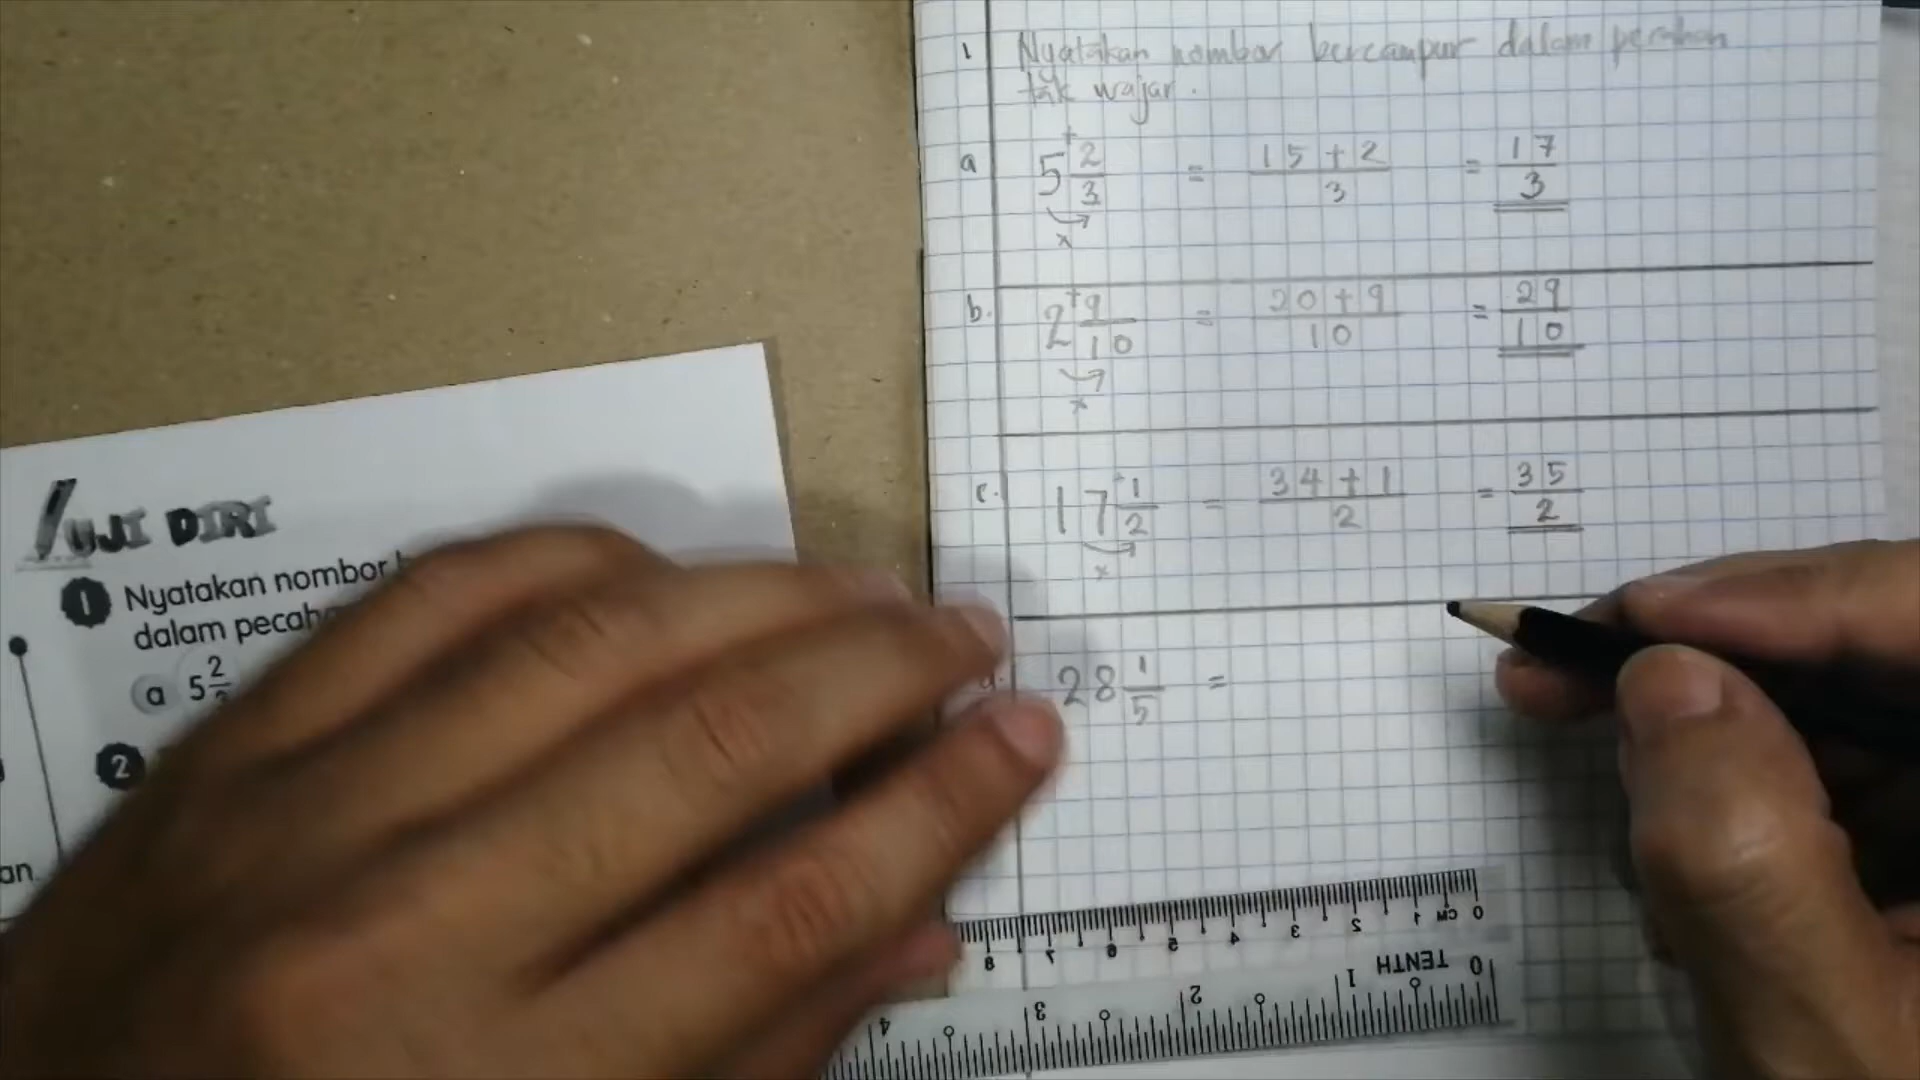 1 Nyatakan nombor bercampur dalam pecahan
tak wajar.
a 5 2/3 = 15 + 2/3 = 17/3
+
x
b. 2 9/10 = 20 + 9/10 = 29/10
+
x
c. 17 1/2 = 34 + 1/2 = 35/2
+
x
d. 28 1/5 =
UJI DIRI
1 Nyatakan nombor
dalam
a 5 2/
2
an.
8 7 6 5 4 3 2 1 CM 0
TENTH
4 3 2 1 0